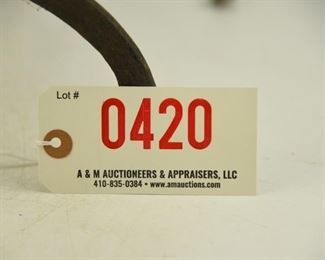 Lot #
0420
A & M AUCTIONEERS & APPRAISERS, LLC
410-835-0384 • www.amauctions.com